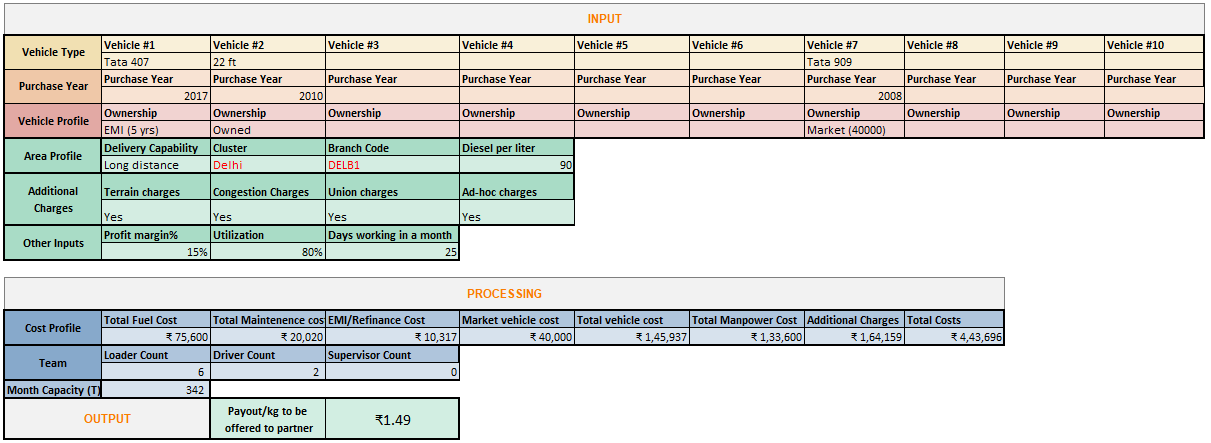 INPUT
Vehicle Type Vehicle #1 Vehicle #2 Vehicle #3 Vehicle #4 Vehicle #5 Vehicle #6 Vehicle #7 Vehicle #8 Vehicle #9 Vehicle #10
Tata 407 22 ft Tata 909
Purchase Year Purchase Year Purchase Year Purchase Year Purchase Year Purchase Year Purchase Year Purchase Year Purchase Year Purchase Year Purchase Year
2017 2010 2008
Vehicle Profile Ownership Ownership Ownership Ownership Ownership Ownership Ownership Ownership Ownership Ownership
EMI (5 yrs) Owned Market (40000)
Area Profile Delivery Capability Cluster Branch Code Diesel per liter
Long distance Delhi DELB1 90
Additional Charges Terrain charges Congestion Charges Union charges Ad-hoc charges
Yes Yes Yes Yes
Other Inputs Profit margin% Utilization Days working in a month
15% 80% 25
PROCESSING
Cost Profile Total Fuel Cost Total Maintenence cost EMI/Refinance Cost Market vehicle cost Total vehicle cost Total Manpower Cost Additional Charges Total Costs
₹ 75,600 ₹ 20,020 ₹ 10,317 ₹ 40,000 ₹ 1,45,937 ₹ 1,33,600 ₹ 1,64,159 ₹ 4,43,696
Team Loader Count Driver Count Supervisor Count
6 2 0
Month Capacity (T) 342
OUTPUT Payout/kg to be offered to partner ₹1.49